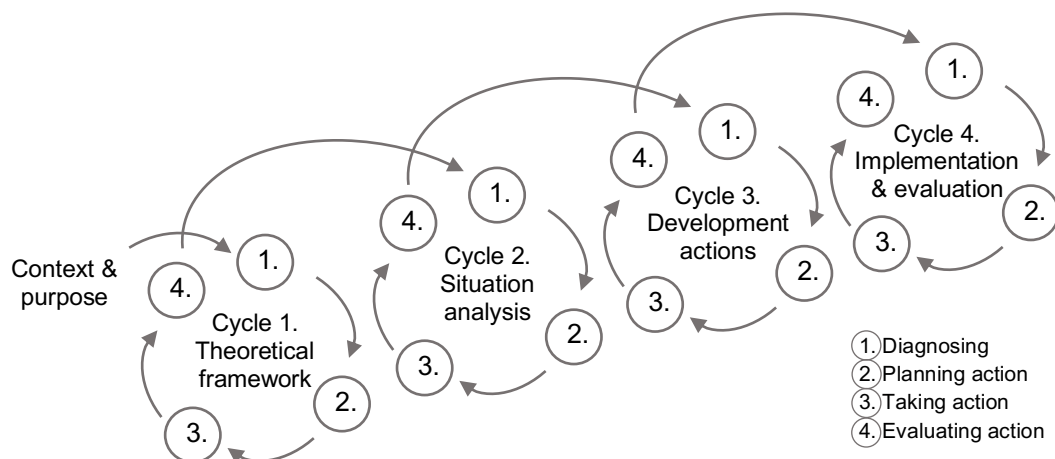 Context &
purpose
1.
2.
3.
4.
Cycle 1.
Theoretical
framework
1.
2.
3.
4.
Cycle 2.
Situation
analysis
1.
2.
3.
4.
Cycle 3.
Development
actions
1.
2.
3.
4.
Cycle 4.
Implementation
& evaluation
1. Diagnosing
2. Planning action
3. Taking action
4. Evaluating action